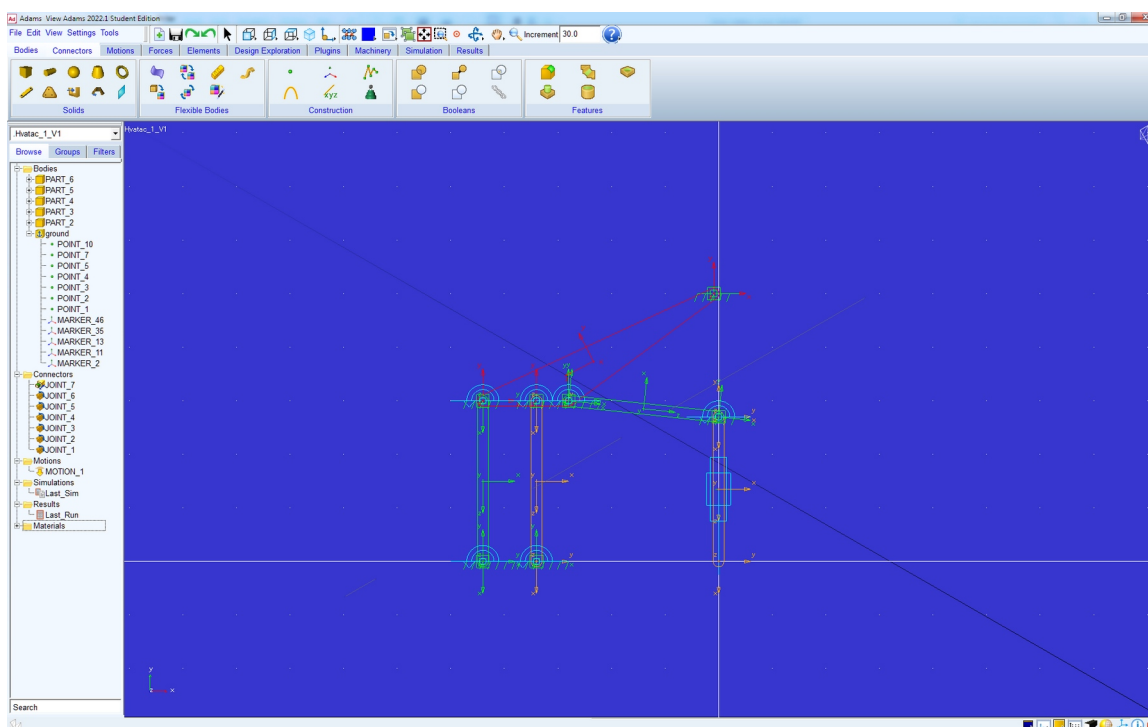 Ad Adams View Adams 2022.1 Student Edition
File Edit View Settings Tools
Increment 30.0
Bodies Connectors Motions Forces Elements Design Exploration Plugins Machinery Simulation Results
xyz
Solids Flexible Bodies Construction Booleans Features
.Hvatac_1_V1
Hvatac_1_V1
Browse Groups Filters
Bodies
PART_6
PART_5
PART_4
PART_3
PART_2
ground
POINT_10
POINT_7
POINT_5
POINT_4
POINT_3
POINT_2
POINT_1
MARKER_46
MARKER_35
MARKER_13
MARKER_11
MARKER_2
Connectors
JOINT_7
JOINT_6
JOINT_5
JOINT_4
JOINT_3
JOINT_2
JOINT_1
Motions
MOTION_1
Simulations
Last_Sim
Results
Last_Run
Materials
y
z x
Search